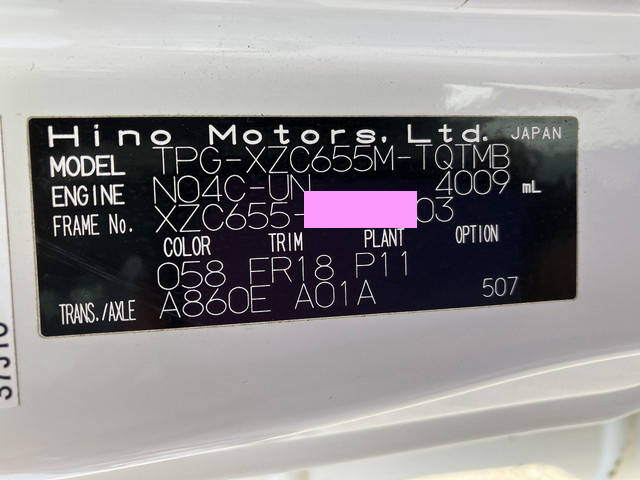 Hino Motors, Ltd. JAPAN
MODEL TPG-XZC655M-TQTMB
ENGINE N04C-UN 4009 mL
FRAME No. XZC655- 03
COLOR TRIM PLANT OPTION
058 FR18 P11
TRANS./AXLE A860E A01A 507